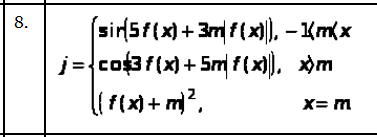 8.
sin(5f(x) + 3m|f(x)|), -1<m<x
j = { cos(3f(x) + 5m|f(x)|), x>m
(f(x) + m)², x= m